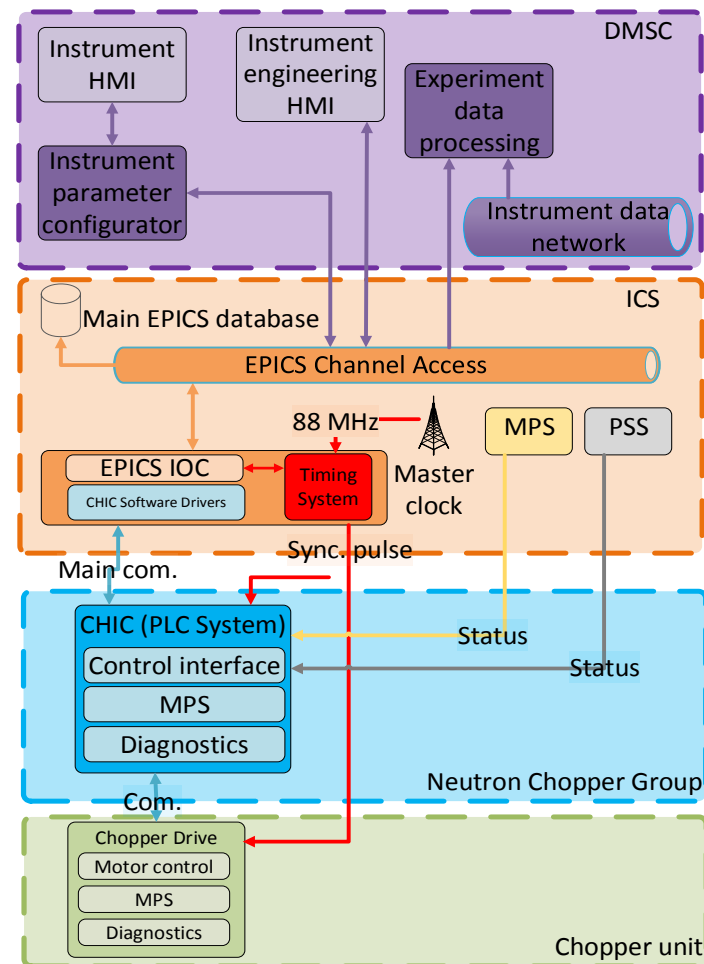 DMSC
Instrument
HMI
Instrument
engineering
HMI
Experiment
data
processing
Instrument
parameter
configurator
Instrument data
network
ICS
Main EPICS database
EPICS Channel Access
88 MHz
MPS
PSS
EPICS IOC
CHIC Software Drivers
Timing
System
Master
clock
Sync. pulse
Main com.
CHIC (PLC System)
Control interface
MPS
Diagnostics
Status
Status
Neutron Chopper Group
Com.
Chopper Drive
Motor control
MPS
Diagnostics
Chopper unit